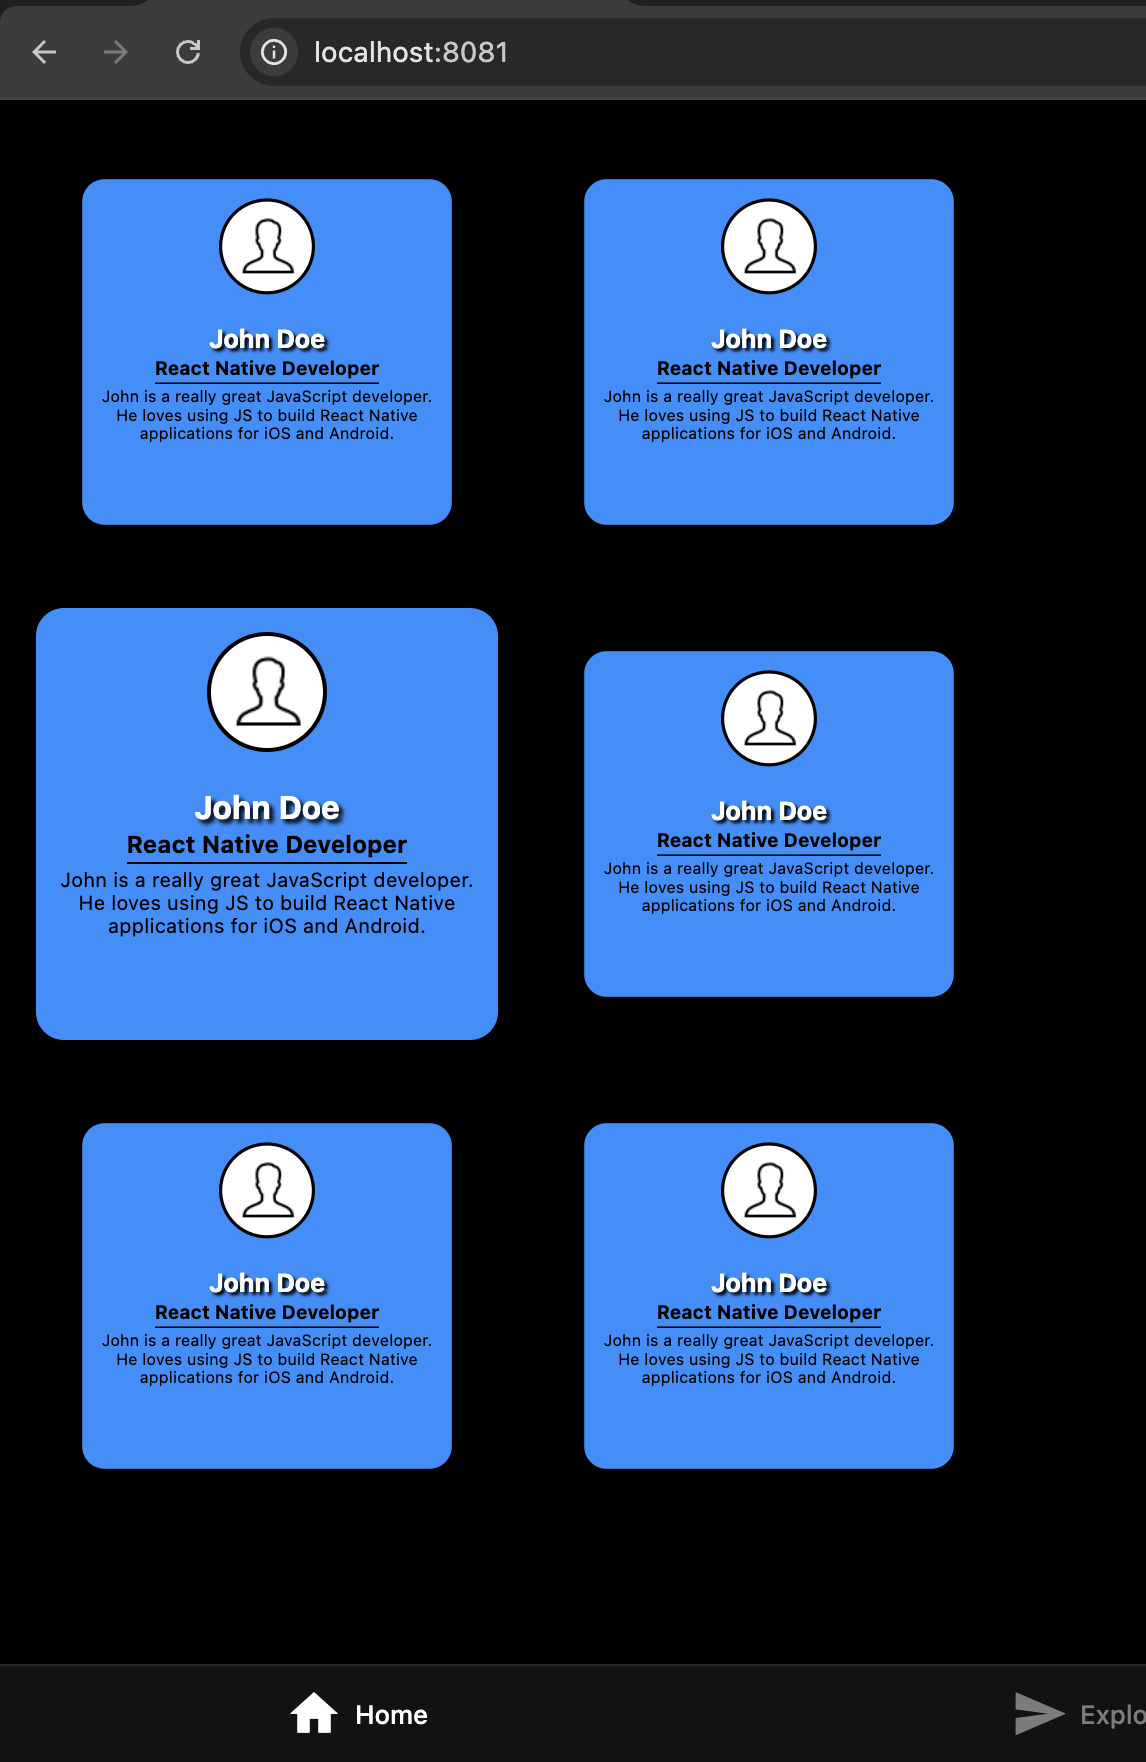 localhost:8081
John Doe
React Native Developer
John is a really great JavaScript developer.
He loves using JS to build React Native
applications for iOS and Android.
John Doe
React Native Developer
John is a really great JavaScript developer.
He loves using JS to build React Native
applications for iOS and Android.
John Doe
React Native Developer
John is a really great JavaScript developer.
He loves using JS to build React Native
applications for iOS and Android.
John Doe
React Native Developer
John is a really great JavaScript developer.
He loves using JS to build React Native
applications for iOS and Android.
John Doe
React Native Developer
John is a really great JavaScript developer.
He loves using JS to build React Native
applications for iOS and Android.
John Doe
React Native Developer
John is a really great JavaScript developer.
He loves using JS to build React Native
applications for iOS and Android.
Home
Explo